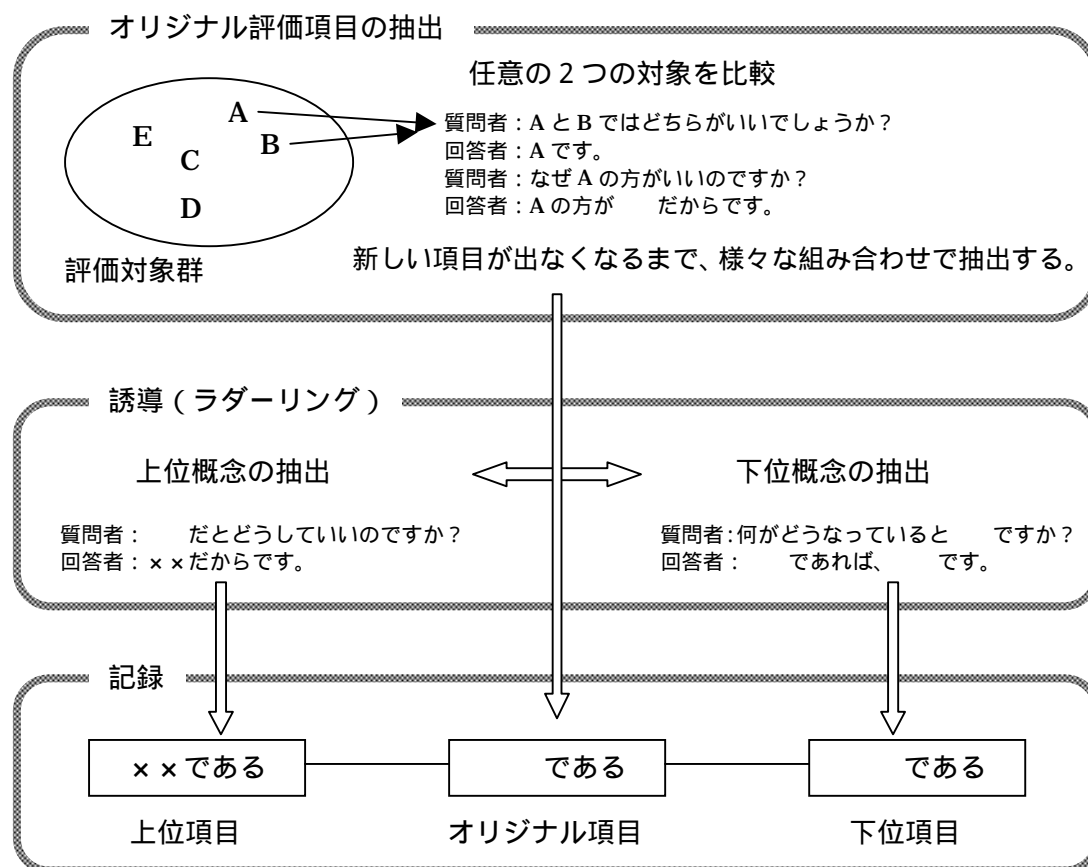 オリジナル評価項目の抽出
任意の2つの対象を比較
A
B
E
C
D
質問者：AとBではどちらがいいでしょうか？
回答者：Aです。
質問者：なぜAの方がいいのですか？
回答者：Aの方が　　だからです。
評価対象群
新しい項目が出なくなるまで、様々な組み合わせで抽出する。
誘導（ラダーリング）
上位概念の抽出
下位概念の抽出
質問者：　　だとどうしていいのですか？
回答者：××だからです。
質問者：何がどうなっていると　　ですか？
回答者：　　であれば、　　です。
記録
××である
である
である
上位項目
オリジナル項目
下位項目